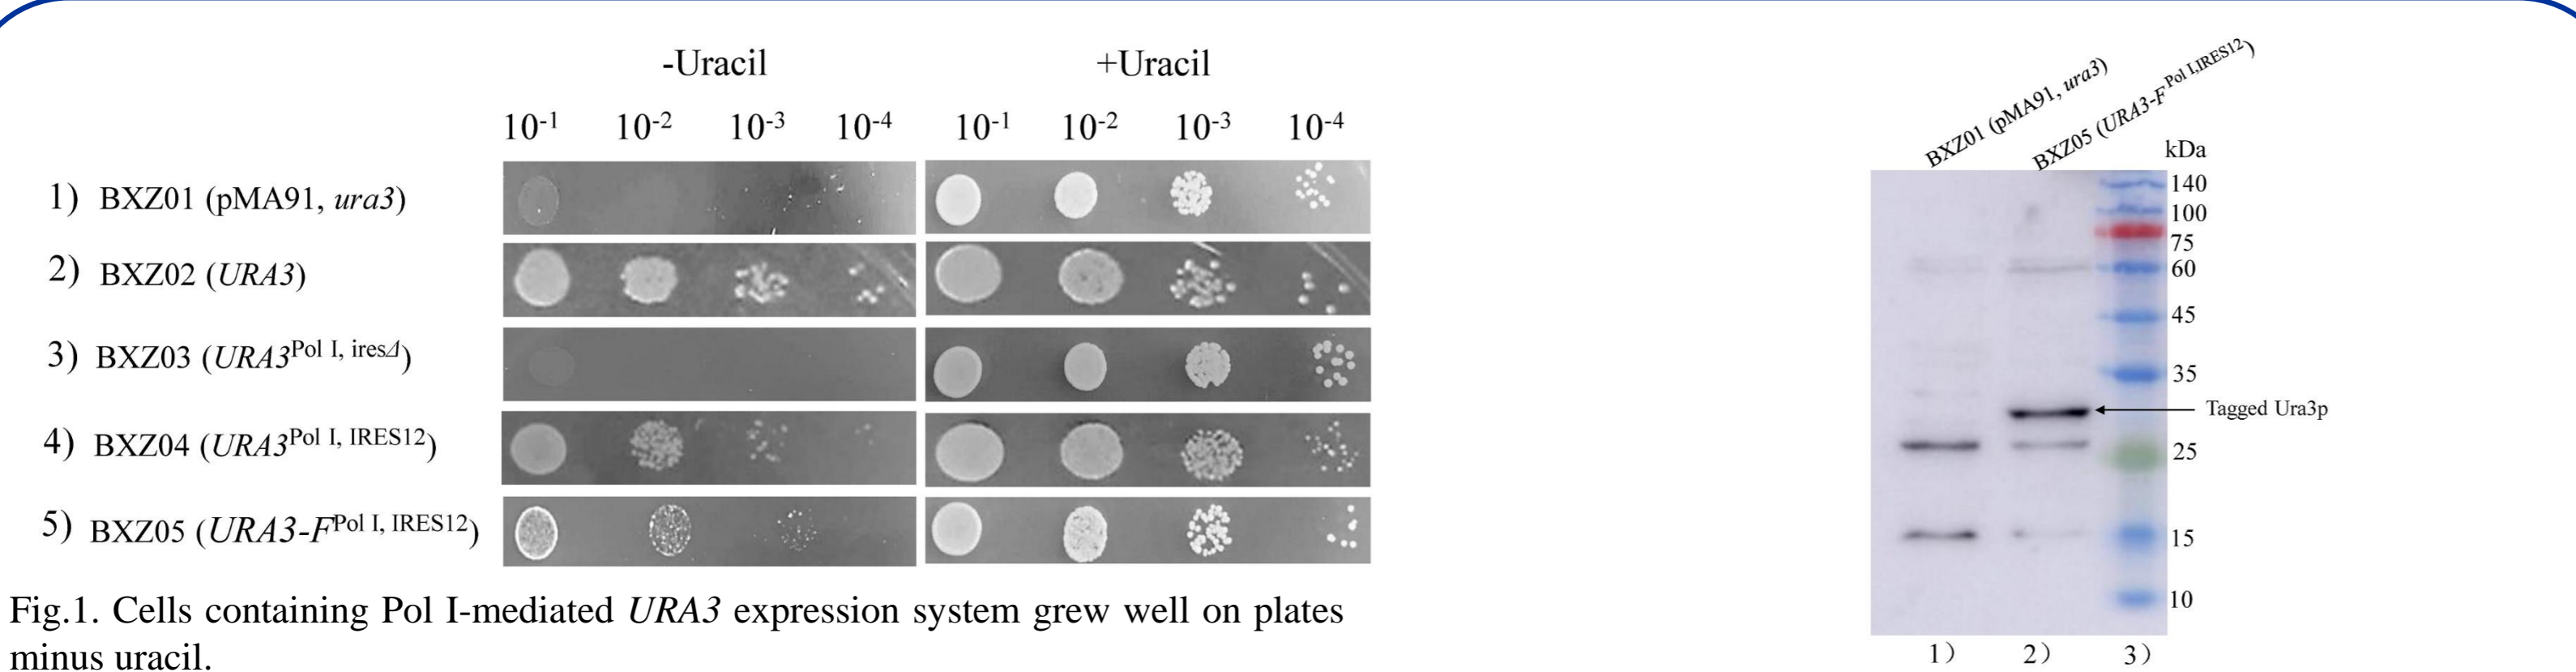 -Uracil +Uracil
10⁻¹ 10⁻² 10⁻³ 10⁻⁴ 10⁻¹ 10⁻² 10⁻³ 10⁻⁴
1) BXZ01 (pMA91, ura3)
2) BXZ02 (URA3)
3) BXZ03 (URA3Pol I, iresΔ)
4) BXZ04 (URA3Pol I, IRES12)
5) BXZ05 (URA3-FPol I, IRES12)
Fig.1. Cells containing Pol I-mediated URA3 expression system grew well on plates
minus uracil.
BXZ01 (pMA91, ura3)
BXZ05 (URA3-FPol I,IRES12)
kDa
140
100
75
60
45
35
Tagged Ura3p
25
15
10
1) 2) 3)